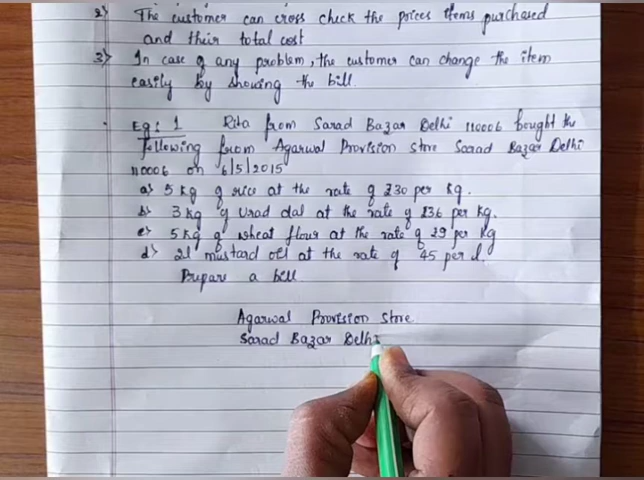 2> The customer can cross check the prices items purchased
and their total cost
3> In case of any problem, the customer can change the item
easily by showing the bill.
Eg: 1 Rita from Sarad Bazar Delhi 110006 bought the
following from Agarwal Provision store Sarad Bazar Delhi
110006 on 6/5/2015
a> 5 kg of rice at the rate of ₹30 per kg.
b> 3 kg of Urad dal at the rate of ₹36 per kg.
c> 5 kg of wheat flour at the rate of 29 per kg
d> 2l mustard oil at the rate of 45 per l.
Prepare a bill
Agarwal Provision store
Sarad Bazar Delhi